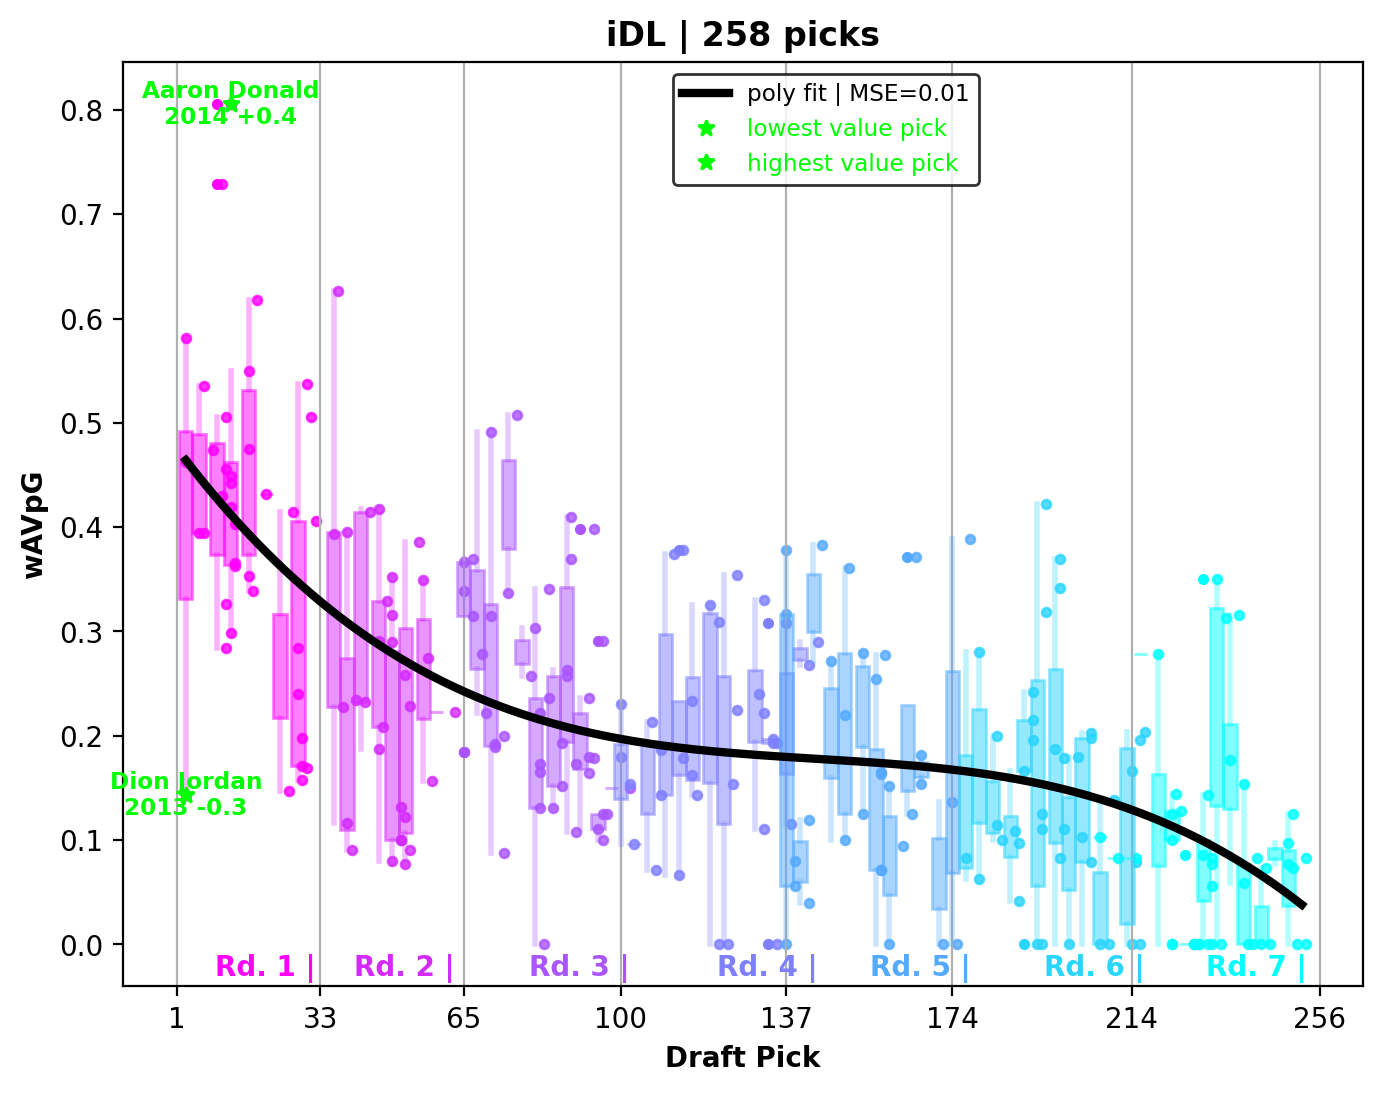 iDL | 258 picks
Aaron Donald
2014 +0.4
poly fit | MSE=0.01
lowest value pick
highest value pick
0.8
0.7
0.6
0.5
0.4
0.3
0.2
0.1
0.0
wAVpG
Dion Jordan
2013 -0.3
Rd. 1 |
Rd. 2 |
Rd. 3 |
Rd. 4 |
Rd. 5 |
Rd. 6 |
Rd. 7 |
1
33
65
100
137
174
214
256
Draft Pick